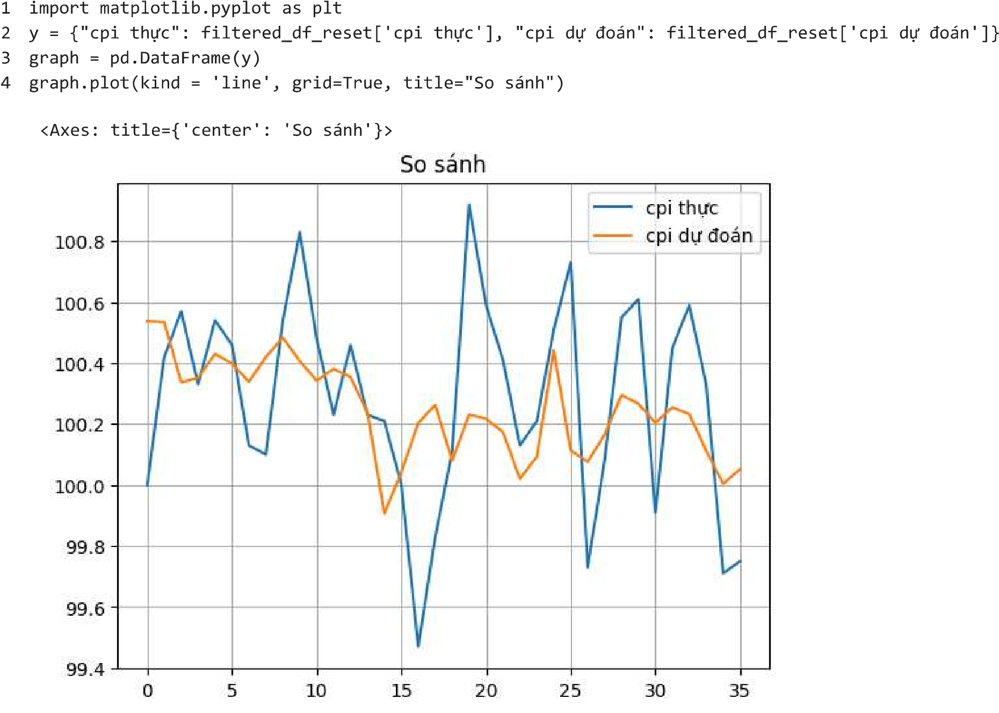 1 import matplotlib.pyplot as plt
2 y = {"cpi thực": filtered_df_reset['cpi thực'], "cpi dự đoán": filtered_df_reset['cpi dự đoán']}
3 graph = pd.DataFrame(y)
4 graph.plot(kind = 'line', grid=True, title="So sánh")
<Axes: title={'center': 'So sánh'}>
So sánh
cpi thực
cpi dự đoán
100.8
100.6
100.4
100.2
100.0
99.8
99.6
99.4
0 5 10 15 20 25 30 35